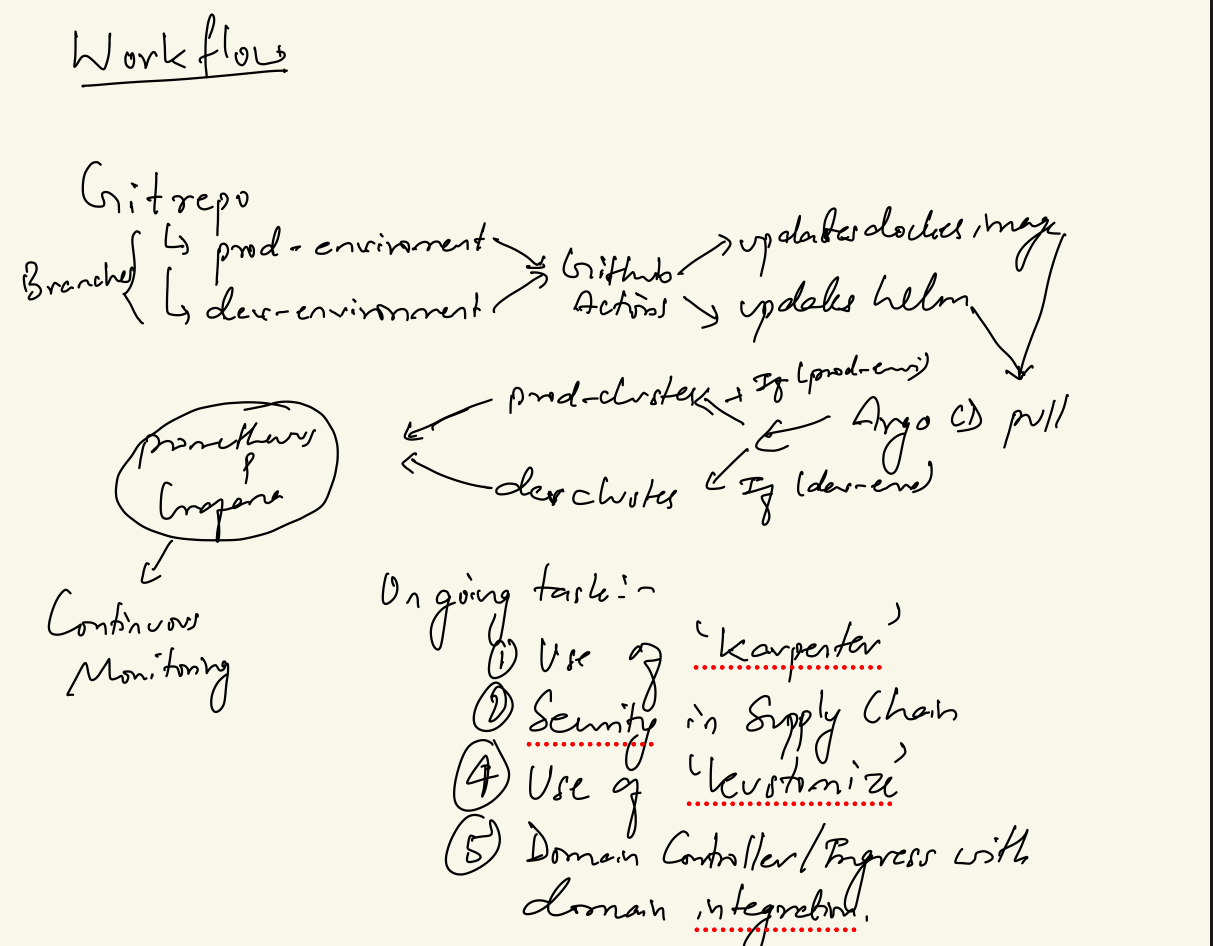 Workflow
Gitrepo
Branches
↳ prod-environment
↳ dev-environment
Github
Actions
updates docker image
updates helm
Argo CD pull
If (prod-env)
prod-cluster
If (dev-env)
dev cluster
prometheus
&
Grafana
Continuous
Monitoring
Ongoing task:-
① Use of 'Karpenter'
② Security in Supply Chain
④ Use of 'kustomize'
⑤ Domain Controller/Ingress with
domain integration.